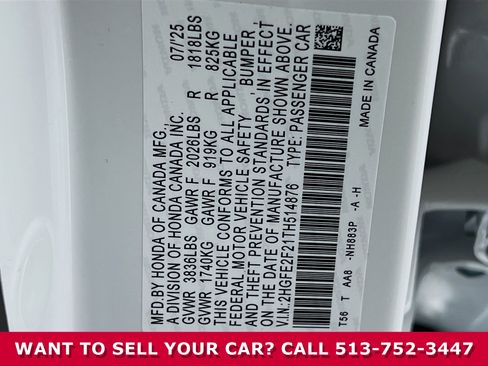 MFD.BY HONDA OF CANADA MFG., 07/'25
A DIVISION OF HONDA CANADA INC.
GVWR 3836LBS GAWR F 2026LBS R 1818LBS
GVWR 1740KG GAWR F 919KG R 825KG
THIS VEHICLE CONFORMS TO ALL APPLICABLE
FEDERAL MOTOR VEHICLE SAFETY , BUMPER ,
AND THEFT PREVENTION STANDARDS IN EFFECT
ON THE DATE OF MANUFACTURE SHOWN ABOVE.
V.I.N.:2HGFE2F21TH514876 TYPE: PASSENGER CAR
T56 T AA8 -NH883P -A -H
MADE IN CANADA
WANT TO SELL YOUR CAR? CALL 513-752-3447